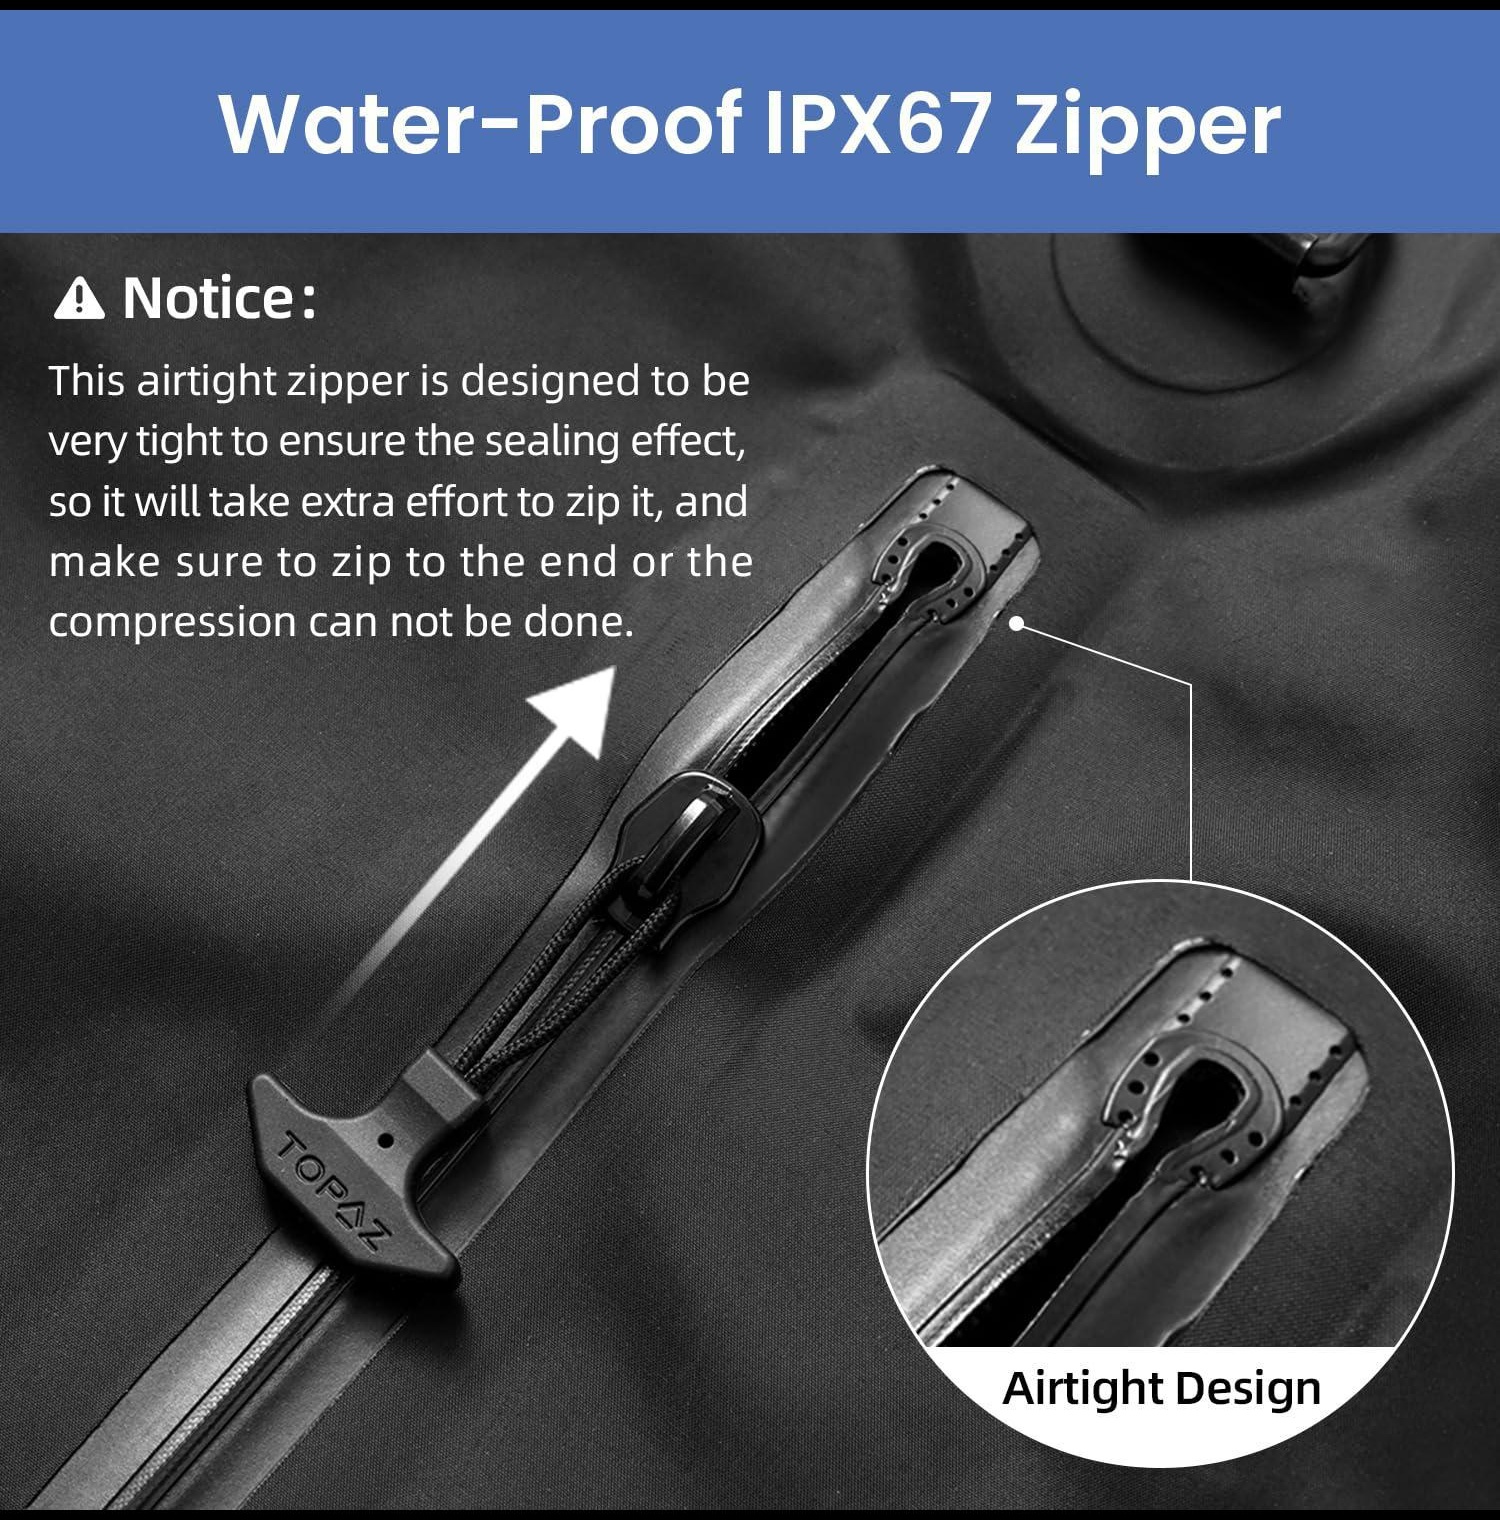 Water-Proof IPX67 Zipper
Notice:
This airtight zipper is designed to be
very tight to ensure the sealing effect,
so it will take extra effort to zip it, and
make sure to zip to the end or the
compression can not be done.
TOPAZ
Airtight Design